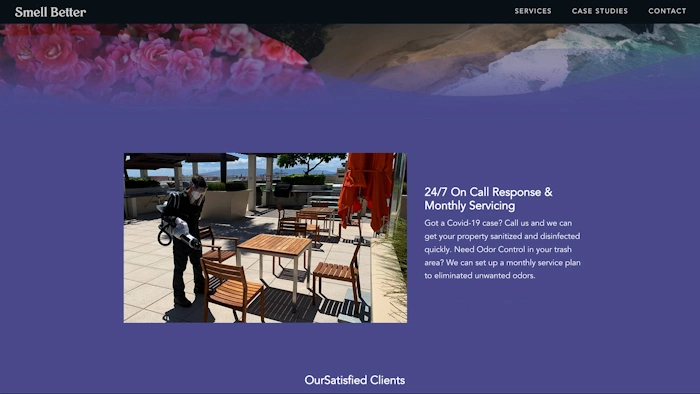 Smell Better
SERVICES CASE STUDIES CONTACT
24/7 On Call Response &
Monthly Servicing
Got a Covid-19 case? Call us and we can
get your property sanitized and disinfected
quickly. Need Odor Control in your trash
area? We can set up a monthly service plan
to eliminated unwanted odors.
OurSatisfied Clients